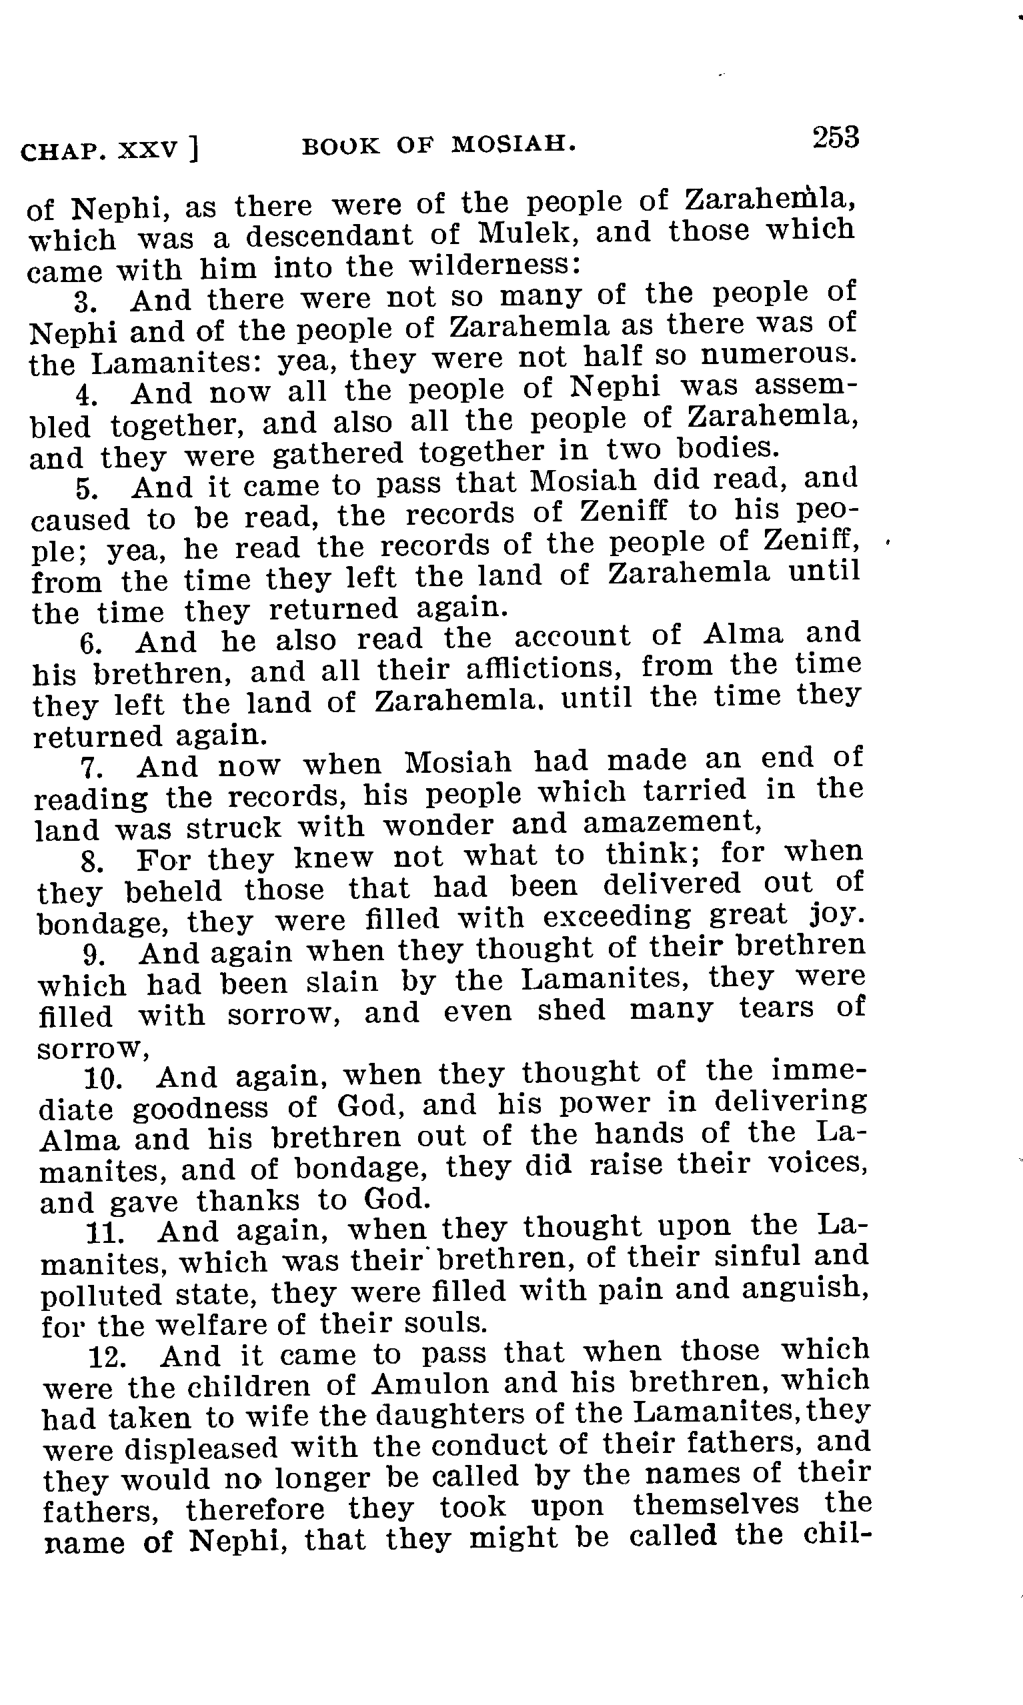 CHAP. XXV ] BOOK OF MOSIAH. 253
of Nephi, as there were of the people of Zarahemla,
which was a descendant of Mulek, and those which
came with him into the wilderness:
3. And there were not so many of the people of
Nephi and of the people of Zarahemla as there was of
the Lamanites: yea, they were not half so numerous.
4. And now all the people of Nephi was assem-
bled together, and also all the people of Zarahemla,
and they were gathered together in two bodies.
5. And it came to pass that Mosiah did read, and
caused to be read, the records of Zeniff to his peo-
ple; yea, he read the records of the people of Zeniff,
from the time they left the land of Zarahemla until
the time they returned again.
6. And he also read the account of Alma and
his brethren, and all their afflictions, from the time
they left the land of Zarahemla. until the time they
returned again.
7. And now when Mosiah had made an end of
reading the records, his people which tarried in the
land was struck with wonder and amazement,
8. For they knew not what to think; for when
they beheld those that had been delivered out of
bondage, they were filled with exceeding great joy.
9. And again when they thought of their brethren
which had been slain by the Lamanites, they were
filled with sorrow, and even shed many tears of
sorrow,
10. And again, when they thought of the imme-
diate goodness of God, and his power in delivering
Alma and his brethren out of the hands of the La-
manites, and of bondage, they did raise their voices,
and gave thanks to God.
11. And again, when they thought upon the La-
manites, which was their brethren, of their sinful and
polluted state, they were filled with pain and anguish,
for the welfare of their souls.
12. And it came to pass that when those which
were the children of Amulon and his brethren, which
had taken to wife the daughters of the Lamanites, they
were displeased with the conduct of their fathers, and
they would no longer be called by the names of their
fathers, therefore they took upon themselves the
name of Nephi, that they might be called the chil-